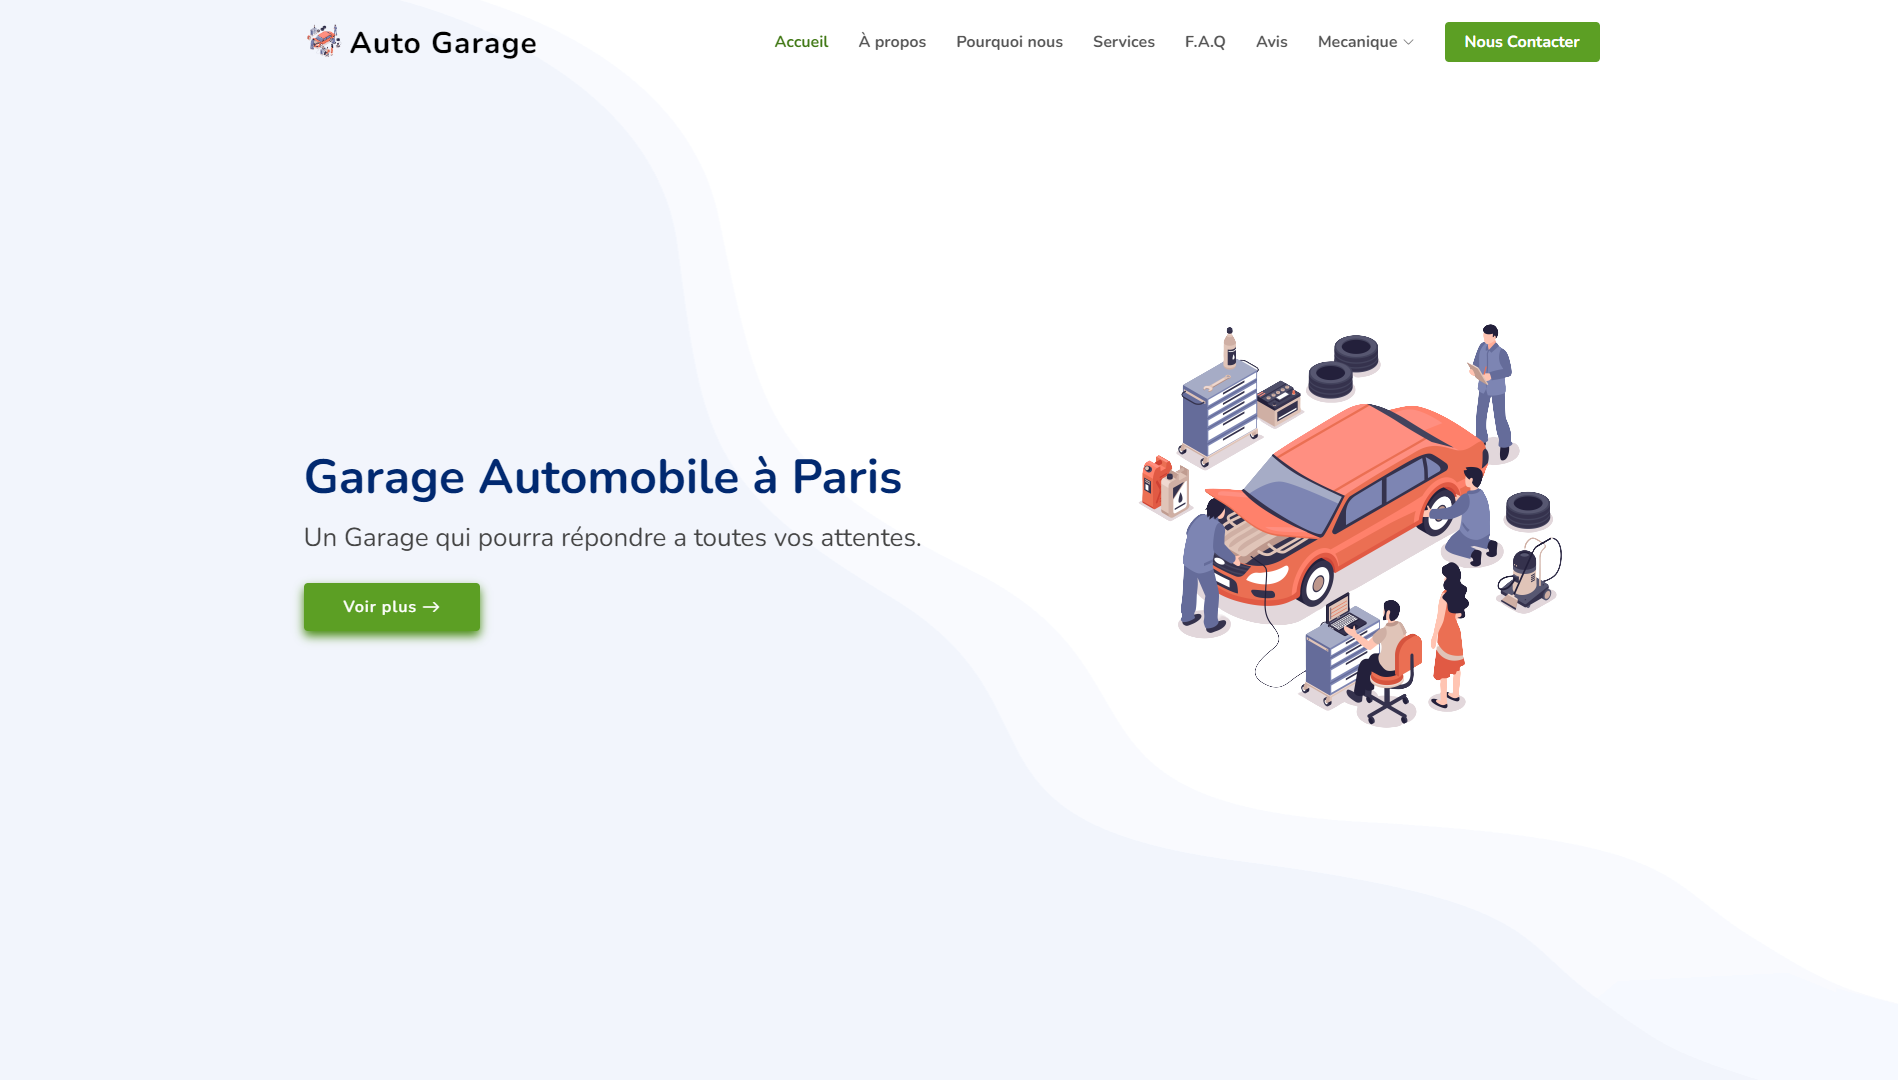 Auto Garage
Accueil À propos Pourquoi nous Services F.A.Q Avis Mecanique Nous Contacter
Garage Automobile à Paris
Un Garage qui pourra répondre a toutes vos attentes.
Voir plus →